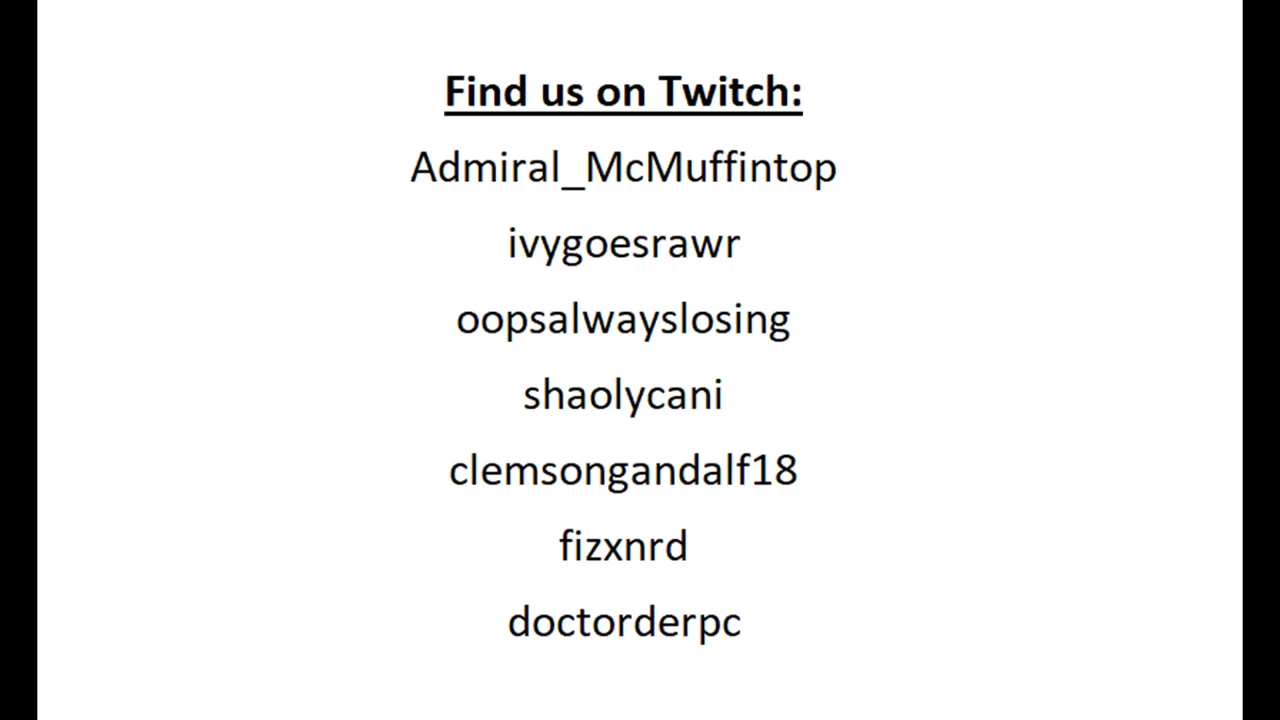 Find us on Twitch:
Admiral_McMuffintop
ivygoesrawr
oopsalwayslosing
shaolycani
clemsongandalf18
fizxnrd
doctorderpc